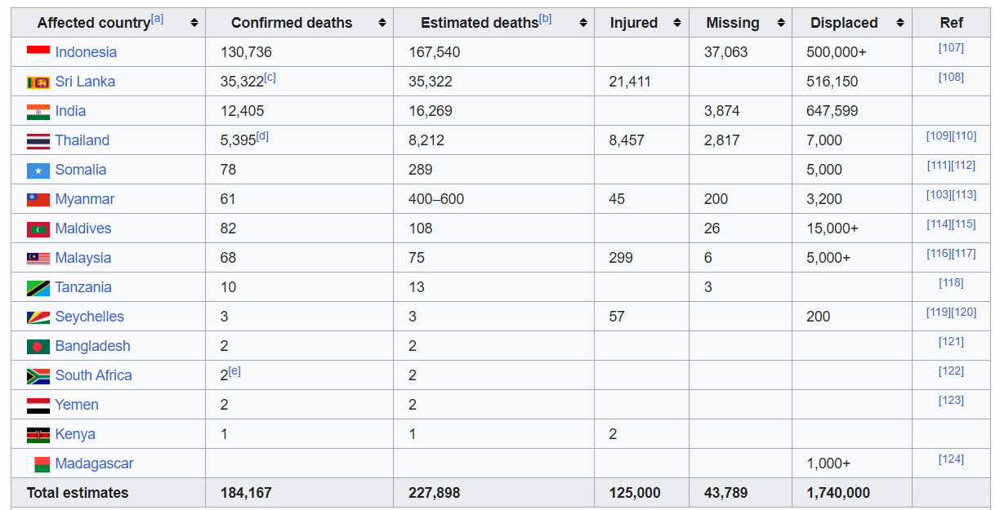 Affected country[a] Confirmed deaths Estimated deaths[b] Injured Missing Displaced Ref
Indonesia 130,736 167,540 37,063 500,000+ [107]
Sri Lanka 35,322[c] 35,322 21,411 516,150 [108]
India 12,405 16,269 3,874 647,599
Thailand 5,395[d] 8,212 8,457 2,817 7,000 [109][110]
Somalia 78 289 5,000 [111][112]
Myanmar 61 400–600 45 200 3,200 [103][113]
Maldives 82 108 26 15,000+ [114][115]
Malaysia 68 75 299 6 5,000+ [116][117]
Tanzania 10 13 3 [118]
Seychelles 3 3 57 200 [119][120]
Bangladesh 2 2 [121]
South Africa 2[e] 2 [122]
Yemen 2 2 [123]
Kenya 1 1 2
Madagascar 1,000+ [124]
Total estimates 184,167 227,898 125,000 43,789 1,740,000